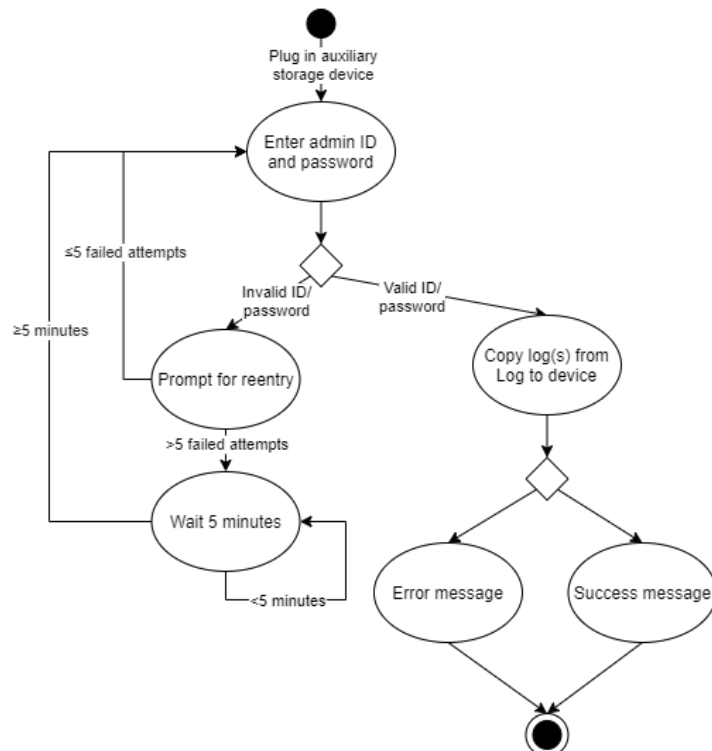 Plug in auxiliary
storage device
Enter admin ID
and password
≤5 failed attempts
Invalid ID/
password
Valid ID/
password
≥5 minutes
Prompt for reentry
Copy log(s) from
Log to device
>5 failed attempts
Wait 5 minutes
<5 minutes
Error message
Success message